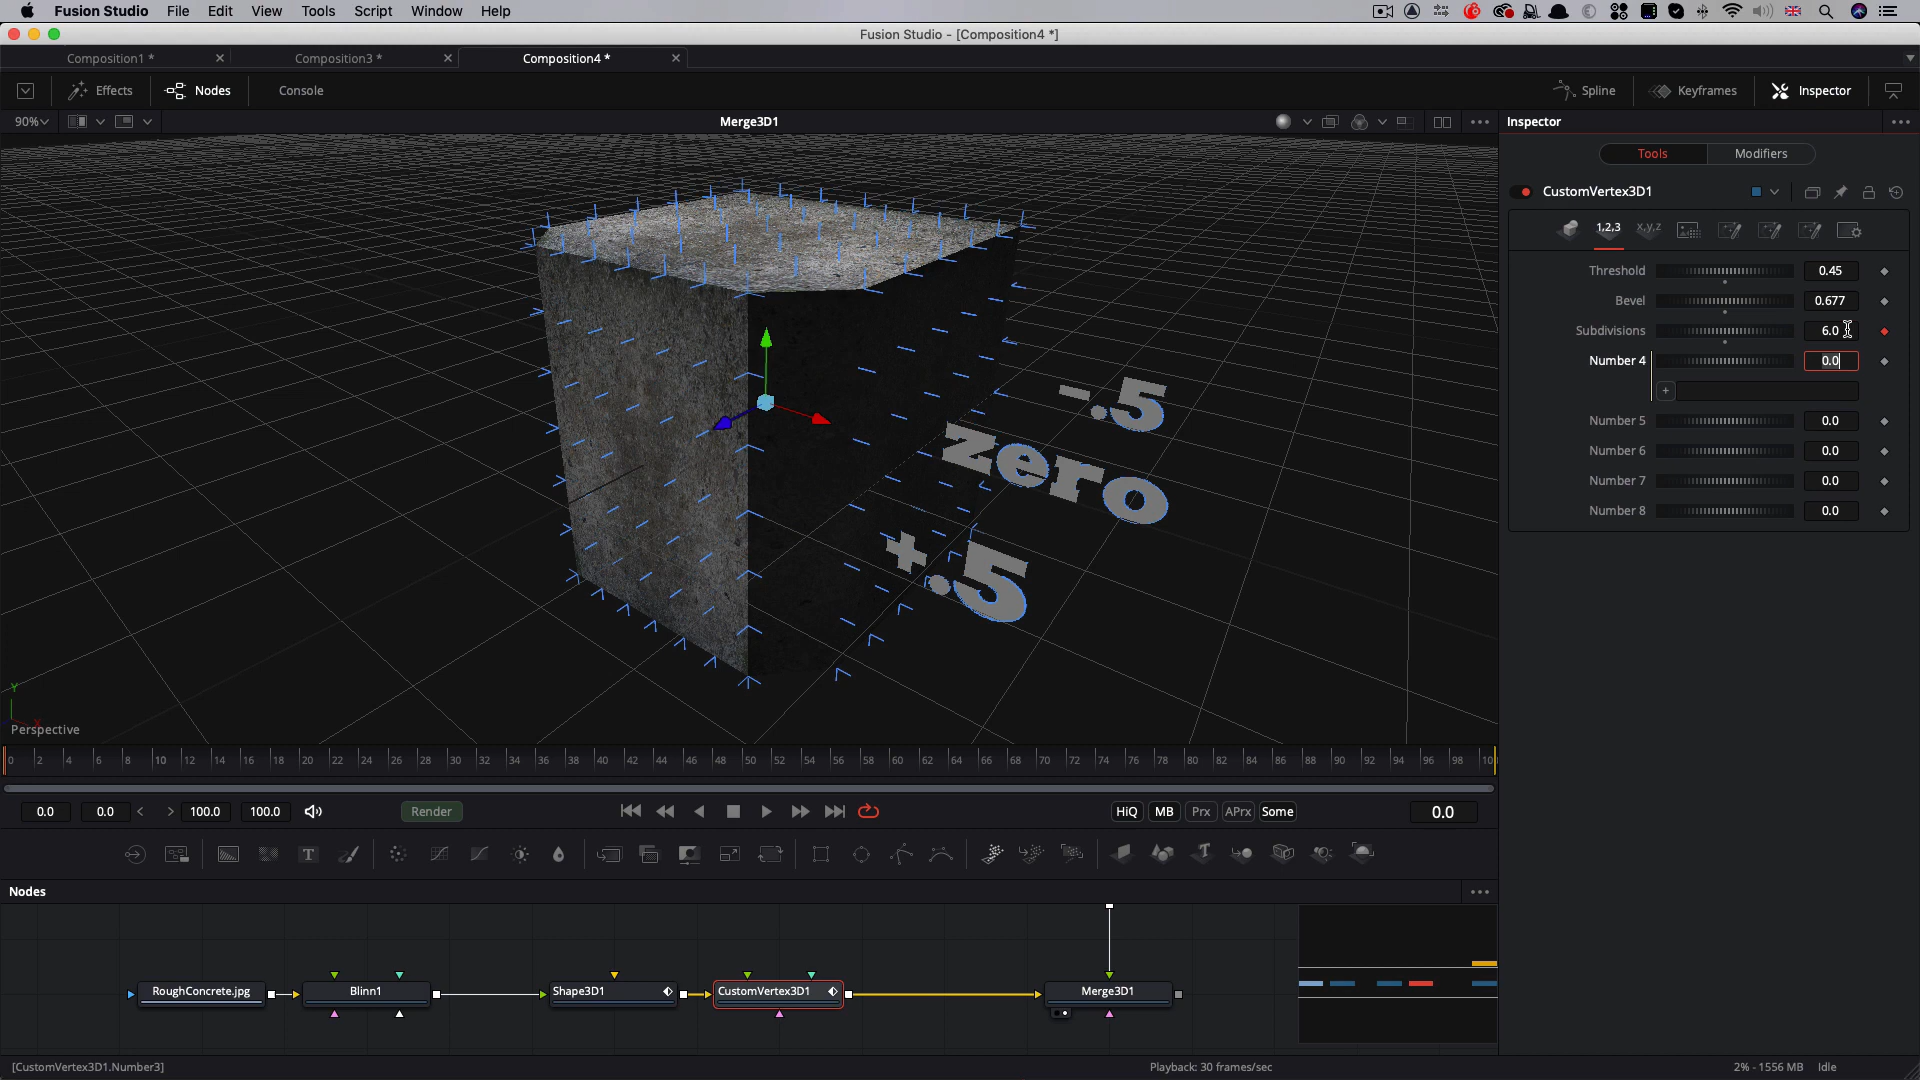 Fusion Studio File Edit View Tools Script Window Help
Fusion Studio - [Composition4 *]
Composition1 * Composition3 * Composition4 *
Effects Nodes Console Spline Keyframes Inspector
90% Merge3D1 Inspector
Tools Modifiers
CustomVertex3D1
1,2,3 x,y,z
Threshold 0.45
Bevel 0.677
Subdivisions 6.0
Number 4 0.0
+
Number 5 0.0
Number 6 0.0
Number 7 0.0
Number 8 0.0
-.5
zero
+.5
Y
X
Perspective
0 2 4 6 8 10 12 14 16 18 20 22 24 26 28 30 32 34 36 38 40 42 44 46 48 50 52 54 56 58 60 62 64 66 68 70 72 74 76 78 80 82 84 86 88 90 92 94 96 98 10
0.0 0.0 < > 100.0 100.0 Render HiQ MB Prx APrx Some 0.0
T T
Nodes
RoughConcrete.jpg Blinn1 Shape3D1 CustomVertex3D1 Merge3D1
[CustomVertex3D1.Number3] Playback: 30 frames/sec 2% - 1556 MB Idle